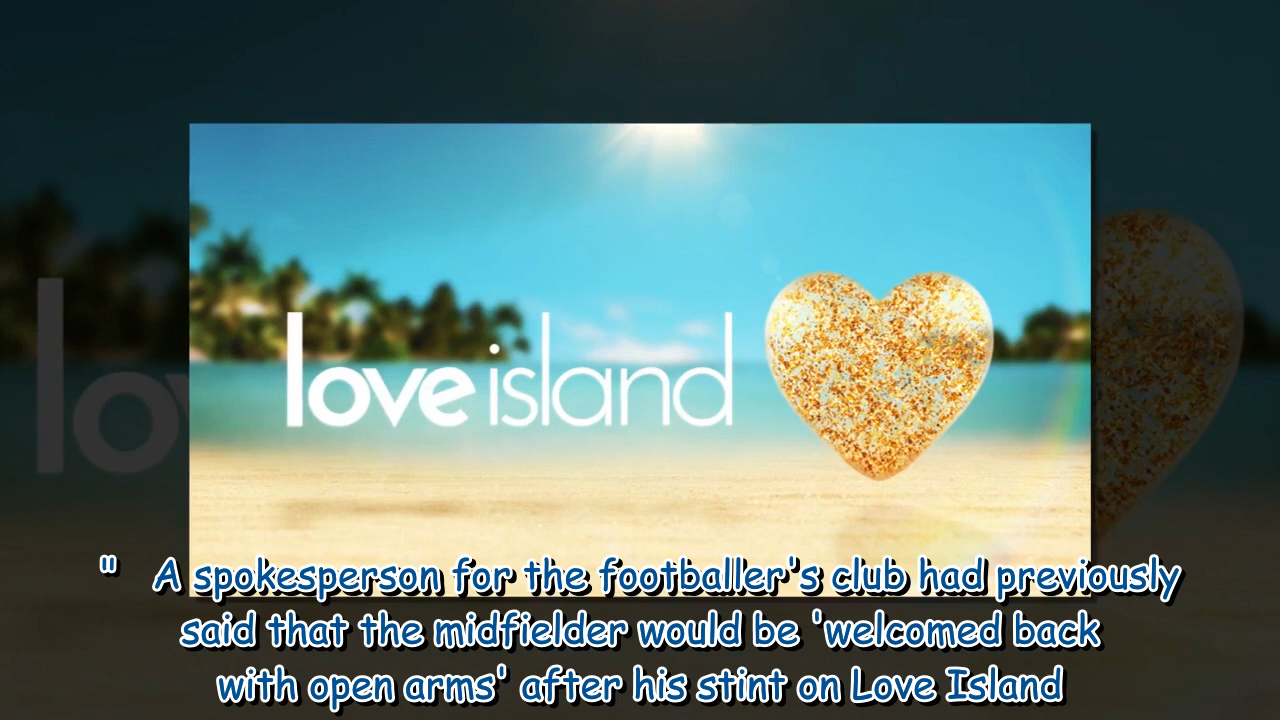 love island
"   A spokesperson for the footballer's club had previously
said that the midfielder would be 'welcomed back
with open arms' after his stint on Love Island